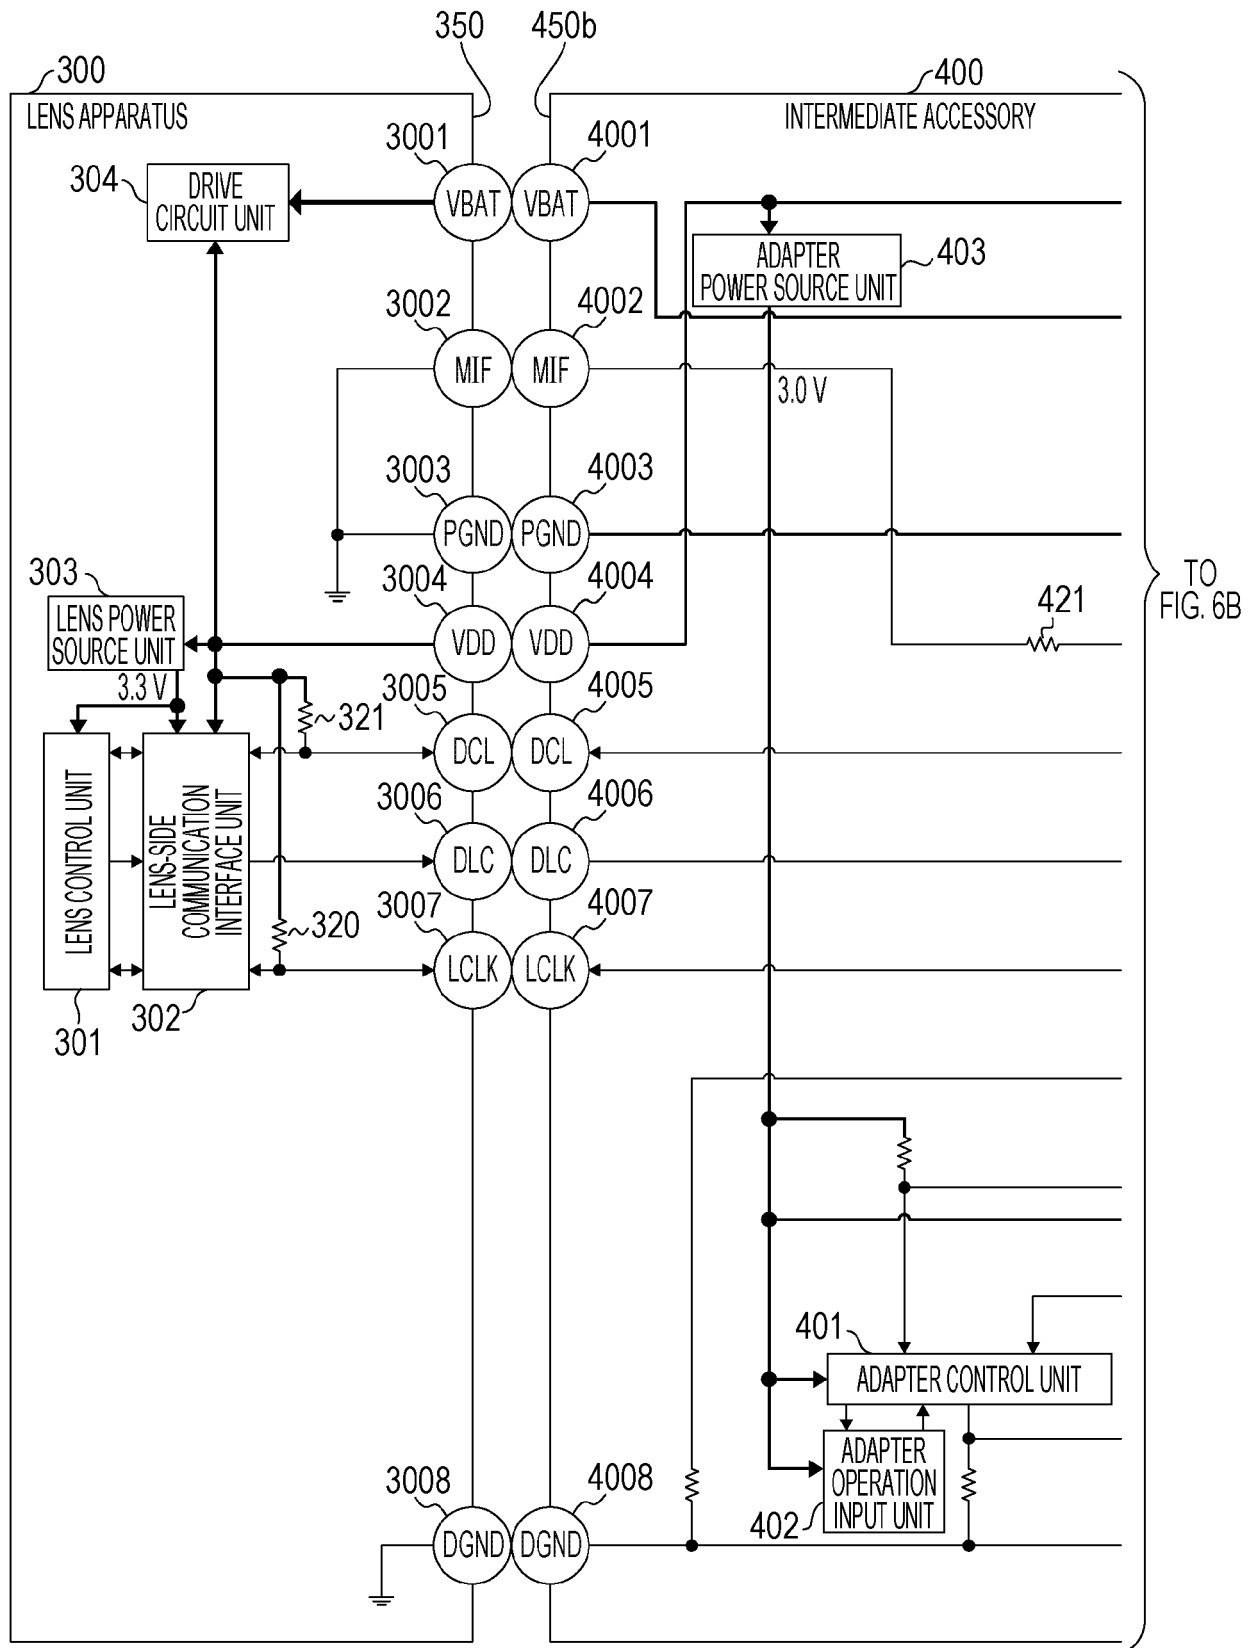 350
450b
300
400
LENS APPARATUS
INTERMEDIATE ACCESSORY
3001
4001
304
DRIVE
CIRCUIT UNIT
VBAT
VBAT
ADAPTER
POWER SOURCE UNIT
403
3002
4002
MIF
MIF
3.0 V
3003
4003
PGND
PGND
303
3004
4004
TO
FIG. 6B
LENS POWER
SOURCE UNIT
VDD
VDD
421
3.3 V
3005
4005
321
DCL
DCL
3006
4006
LENS CONTROL UNIT
LENS-SIDE
COMMUNICATION
INTERFACE UNIT
DLC
DLC
3007
4007
320
LCLK
LCLK
301
302
401
ADAPTER CONTROL UNIT
3008
4008
ADAPTER
OPERATION
INPUT UNIT
402
DGND
DGND